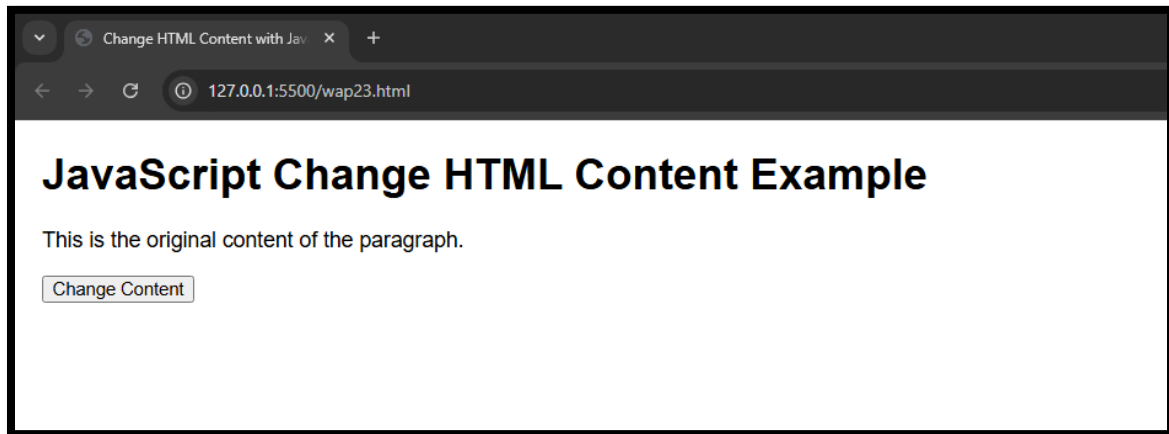 Change HTML Content with Jav
127.0.0.1:5500/wap23.html
JavaScript Change HTML Content Example
This is the original content of the paragraph.
Change Content